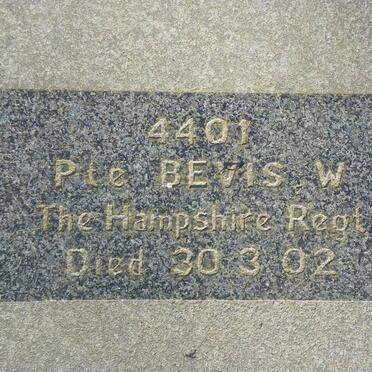 4401
Pte BEVIS, W
The Hampshire Regt
Died 30 3 02